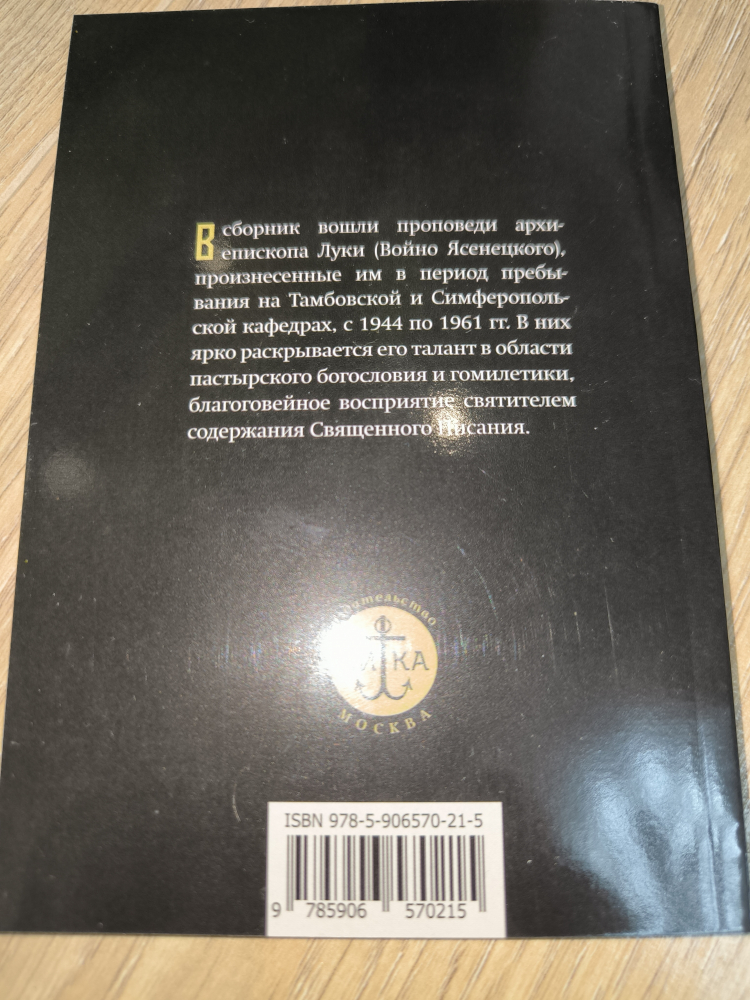 В сборник вошли проповеди архи-
епископа Луки (Войно Ясенецкого),
произнесенные им в период пребы-
вания на Тамбовской и Симферополь-
ской кафедрах, с 1944 по 1961 гг. В них
ярко раскрывается его талант в области
пастырского богословия и гомилетики,
благоговейное восприятие святителем
содержания Священного Писания.
МОСКВА
ISBN 978-5-906570-21-5
9 785906 570215